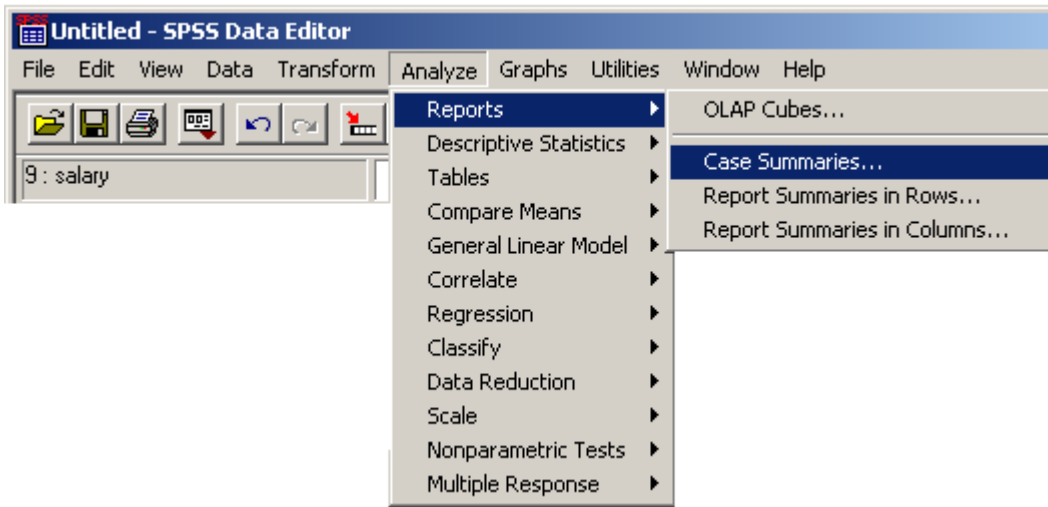 SPSS
Untitled - SPSS Data Editor
File Edit View Data Transform Analyze Graphs Utilities Window Help
9 : salary
Reports
Descriptive Statistics
Tables
Compare Means
General Linear Model
Correlate
Regression
Classify
Data Reduction
Scale
Nonparametric Tests
Multiple Response
OLAP Cubes...
Case Summaries...
Report Summaries in Rows...
Report Summaries in Columns...